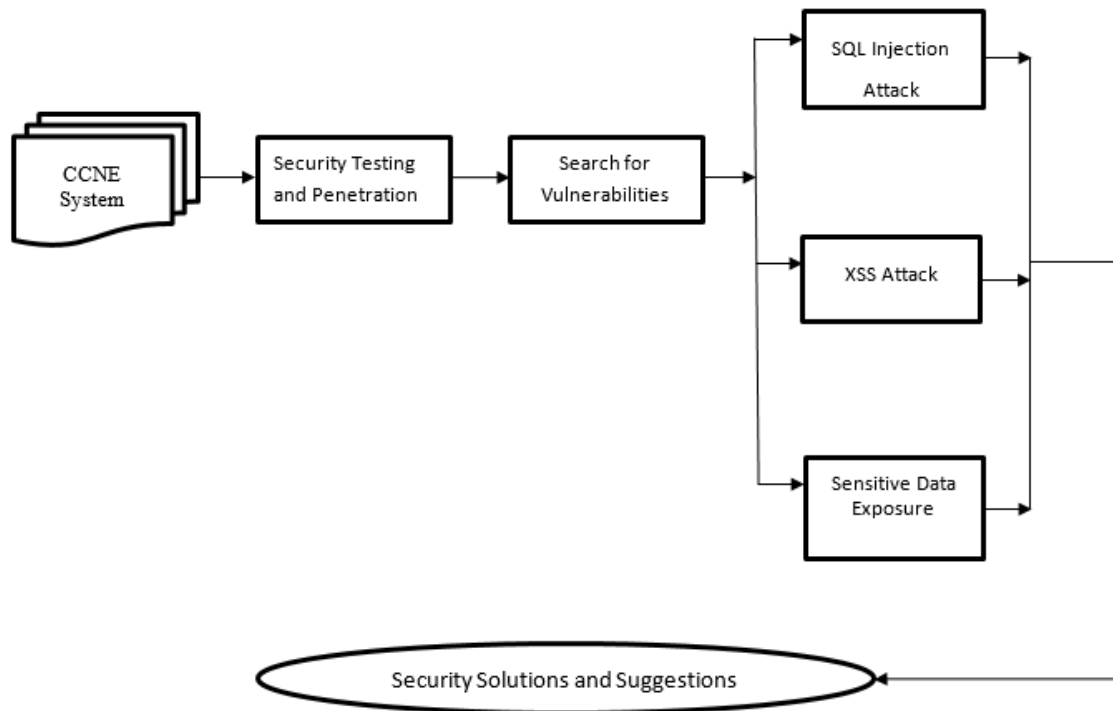 CCNE
System
Security Testing
and Penetration
Search for
Vulnerabilities
SQL Injection
Attack
XSS Attack
Sensitive Data
Exposure
Security Solutions and Suggestions